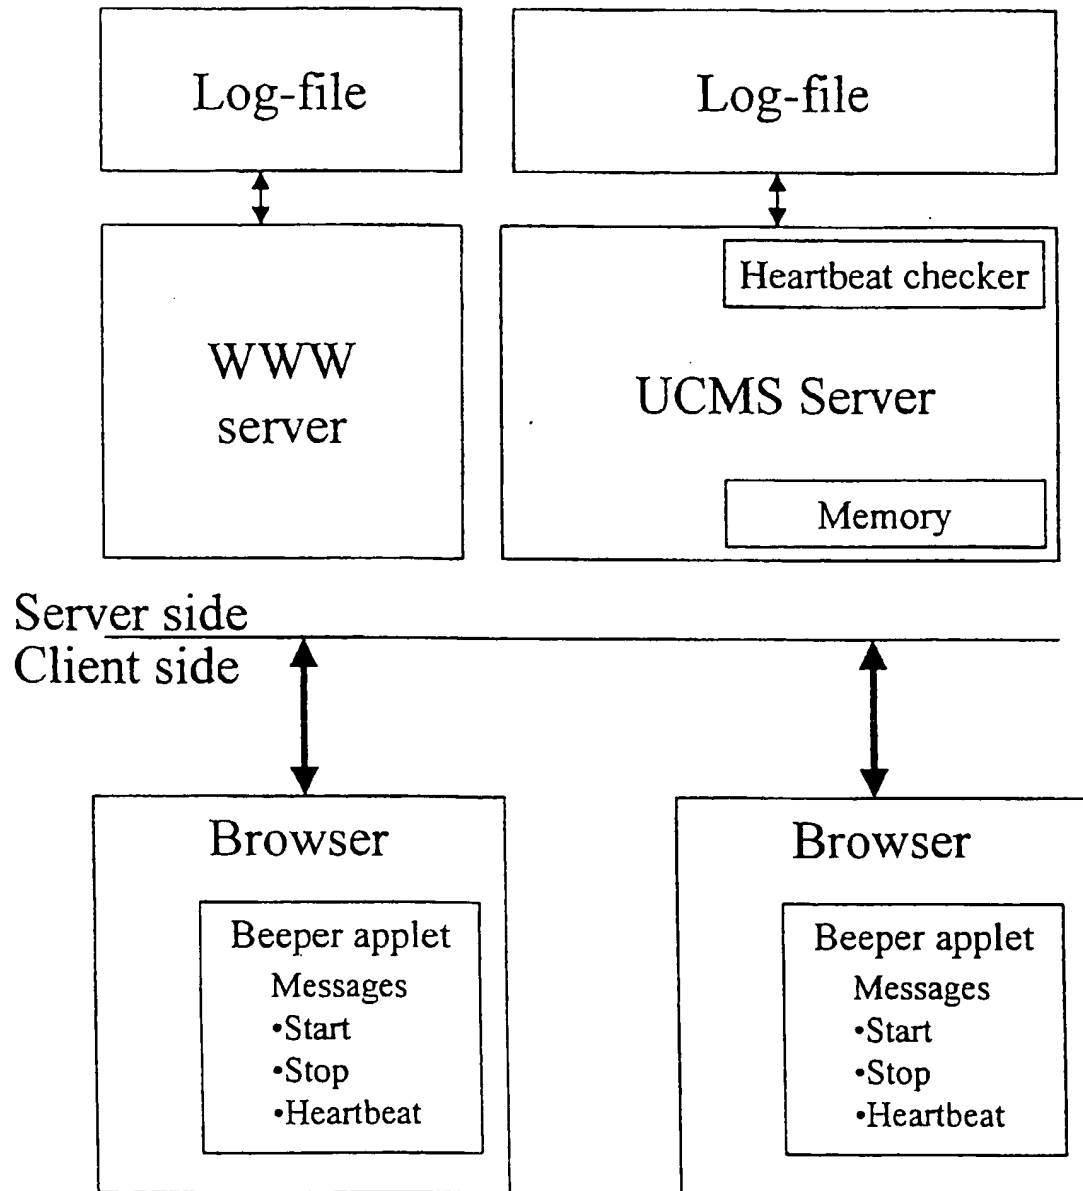 Log-file
Log-file
Heartbeat checker
WWW
server
UCMS Server
Memory
Server side
Client side
Browser
Beeper applet
Messages
•Start
•Stop
•Heartbeat
Browser
Beeper applet
Messages
•Start
•Stop
•Heartbeat